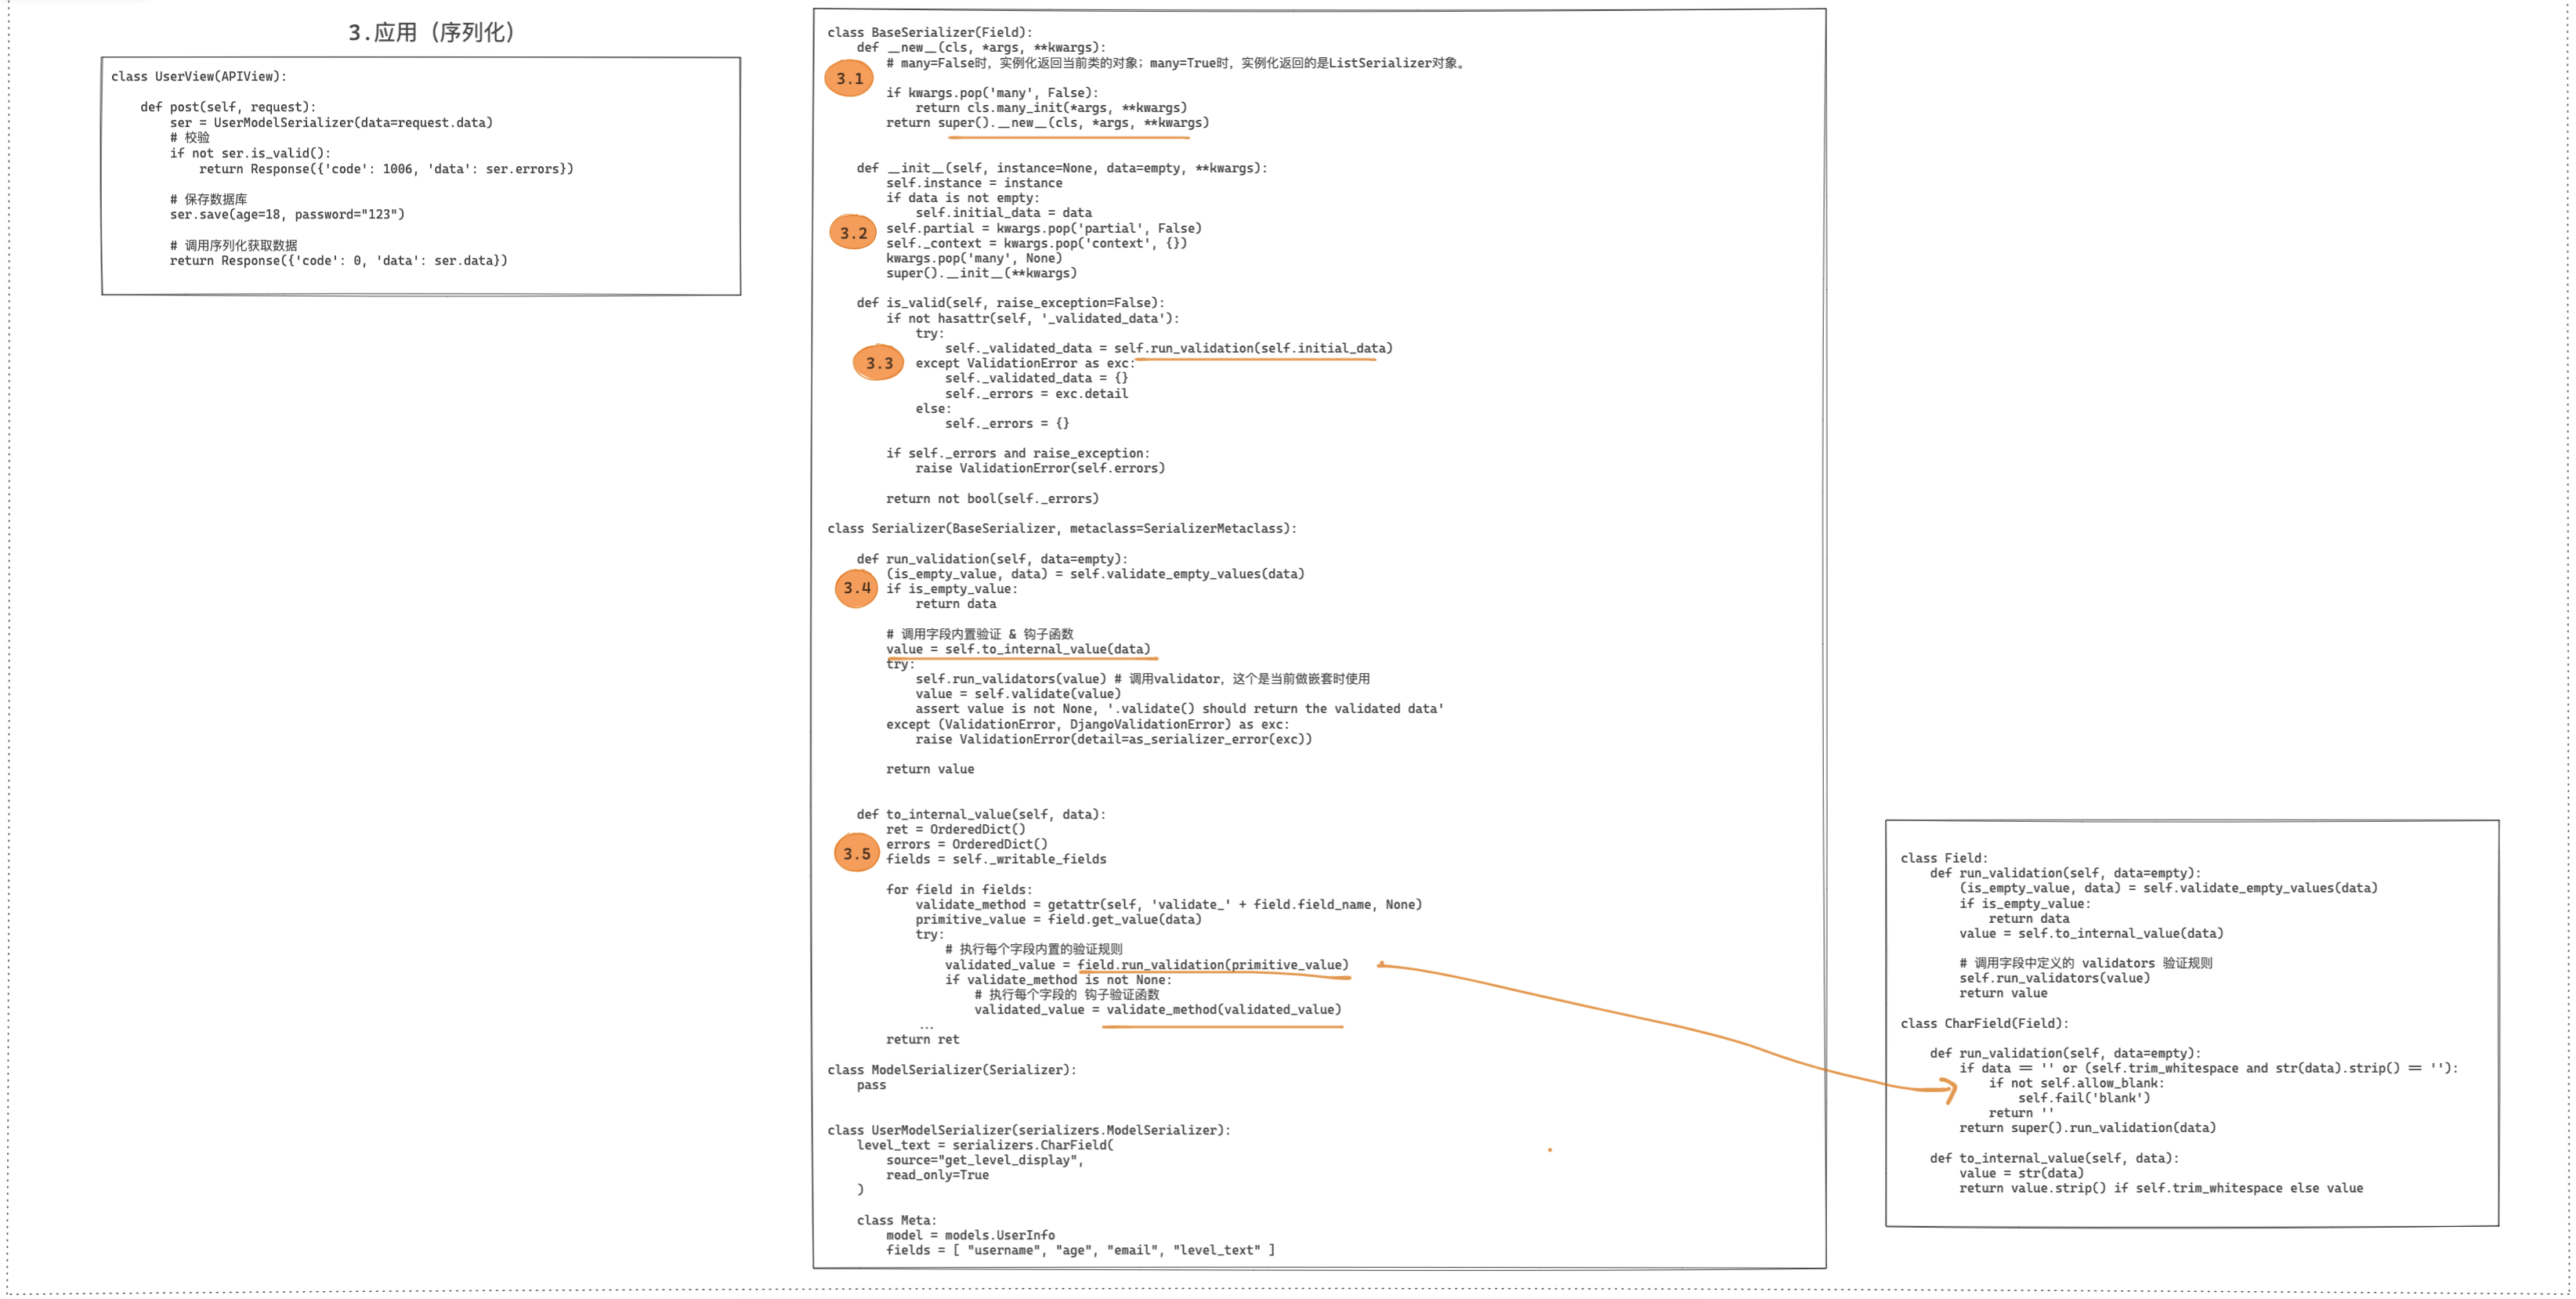 3.应用（序列化）
class UserView(APIView):
    def post(self, request):
        ser = UserModelSerializer(data=request.data)
        # 校验
        if not ser.is_valid():
            return Response({'code': 1006, 'data': ser.errors})
        # 保存数据库
        ser.save(age=18, password="123")
        # 调用序列化获取数据
        return Response({'code': 0, 'data': ser.data})
class BaseSerializer(Field):
    def __new__(cls, *args, **kwargs):
        # many=False时，实例化返回当前类的对象；many=True时，实例化返回的是ListSerializer对象。
3.1
        if kwargs.pop('many', False):
            return cls.many_init(*args, **kwargs)
        return super().__new__(cls, *args, **kwargs)
    def __init__(self, instance=None, data=empty, **kwargs):
        self.instance = instance
        if data is not empty:
            self.initial_data = data
3.2
        self.partial = kwargs.pop('partial', False)
        self._context = kwargs.pop('context', {})
        kwargs.pop('many', None)
        super().__init__(**kwargs)
    def is_valid(self, raise_exception=False):
        if not hasattr(self, '_validated_data'):
            try:
                self._validated_data = self.run_validation(self.initial_data)
3.3
            except ValidationError as exc:
                self._validated_data = {}
                self._errors = exc.detail
            else:
                self._errors = {}
        if self._errors and raise_exception:
            raise ValidationError(self.errors)
        return not bool(self._errors)
class Serializer(BaseSerializer, metaclass=SerializerMetaclass):
    def run_validation(self, data=empty):
        (is_empty_value, data) = self.validate_empty_values(data)
3.4
        if is_empty_value:
            return data
        # 调用字段内置验证 & 钩子函数
        value = self.to_internal_value(data)
        try:
            self.run_validators(value) # 调用validator，这个是当前做嵌套时使用
            value = self.validate(value)
            assert value is not None, '.validate() should return the validated data'
        except (ValidationError, DjangoValidationError) as exc:
            raise ValidationError(detail=as_serializer_error(exc))
        return value
    def to_internal_value(self, data):
        ret = OrderedDict()
        errors = OrderedDict()
3.5
        fields = self._writable_fields
        for field in fields:
            validate_method = getattr(self, 'validate_' + field.field_name, None)
            primitive_value = field.get_value(data)
            try:
                # 执行每个字段内置的验证规则
                validated_value = field.run_validation(primitive_value)
                if validate_method is not None:
                    # 执行每个字段的 钩子验证函数
                    validated_value = validate_method(validated_value)
            ...
        return ret
class ModelSerializer(Serializer):
    pass
class UserModelSerializer(serializers.ModelSerializer):
    level_text = serializers.CharField(
        source="get_level_display",
        read_only=True
    )
    class Meta:
        model = models.UserInfo
        fields = [ "username", "age", "email", "level_text" ]
class Field:
    def run_validation(self, data=empty):
        (is_empty_value, data) = self.validate_empty_values(data)
        if is_empty_value:
            return data
        value = self.to_internal_value(data)
        # 调用字段中定义的 validators 验证规则
        self.run_validators(value)
        return value
class CharField(Field):
    def run_validation(self, data=empty):
        if data == '' or (self.trim_whitespace and str(data).strip() == ''):
            if not self.allow_blank:
                self.fail('blank')
            return ''
        return super().run_validation(data)
    def to_internal_value(self, data):
        value = str(data)
        return value.strip() if self.trim_whitespace else value